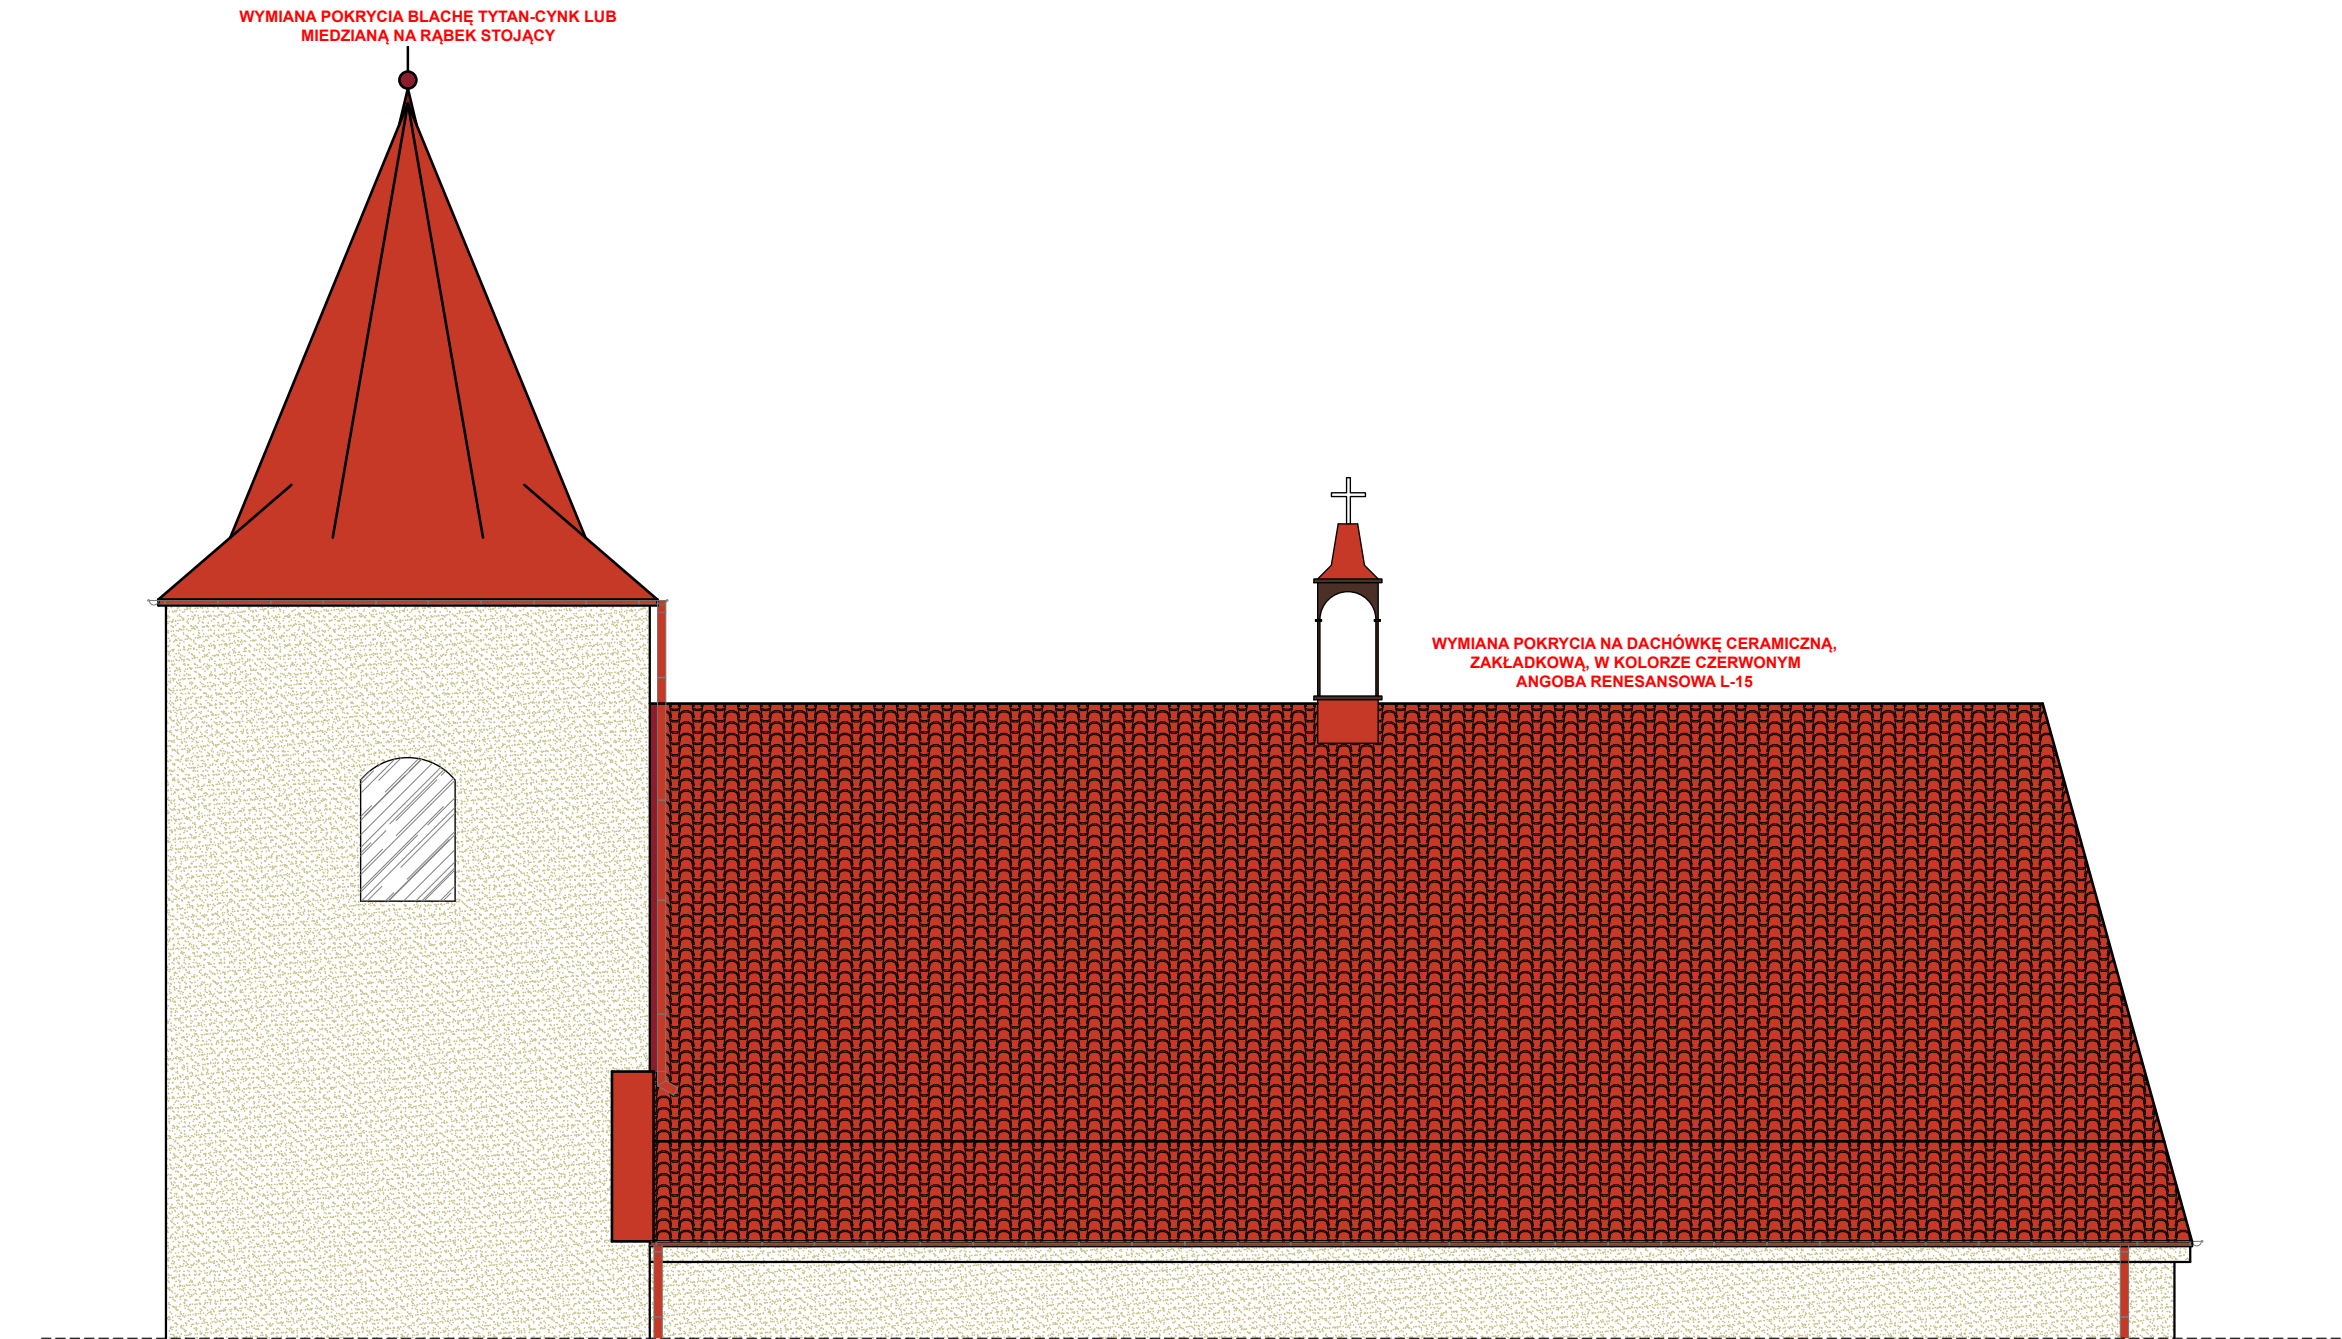 WYMIANA POKRYCIA BLACHĘ TYTAN-CYNK LUB
MIEDZIANĄ NA RĄBEK STOJĄCY
WYMIANA POKRYCIA NA DACHÓWKĘ CERAMICZNĄ,
ZAKŁADKOWĄ, W KOLORZE CZERWONYM
ANGOBA RENESANSOWA L-15